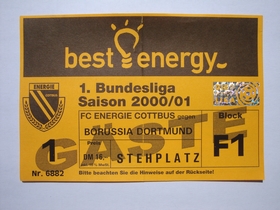 best energy
ENERGIE
1. Bundesliga
Saison 2000/01
FC ENERGIE COTTBUS gegen
BORUSSIA DORTMUND
Block
F1
GÄSTE
1
Preis
DM 16,-
STEHPLATZ
Nr. 6882
Bitte beachten Sie die Hinweise auf der Rückseite!